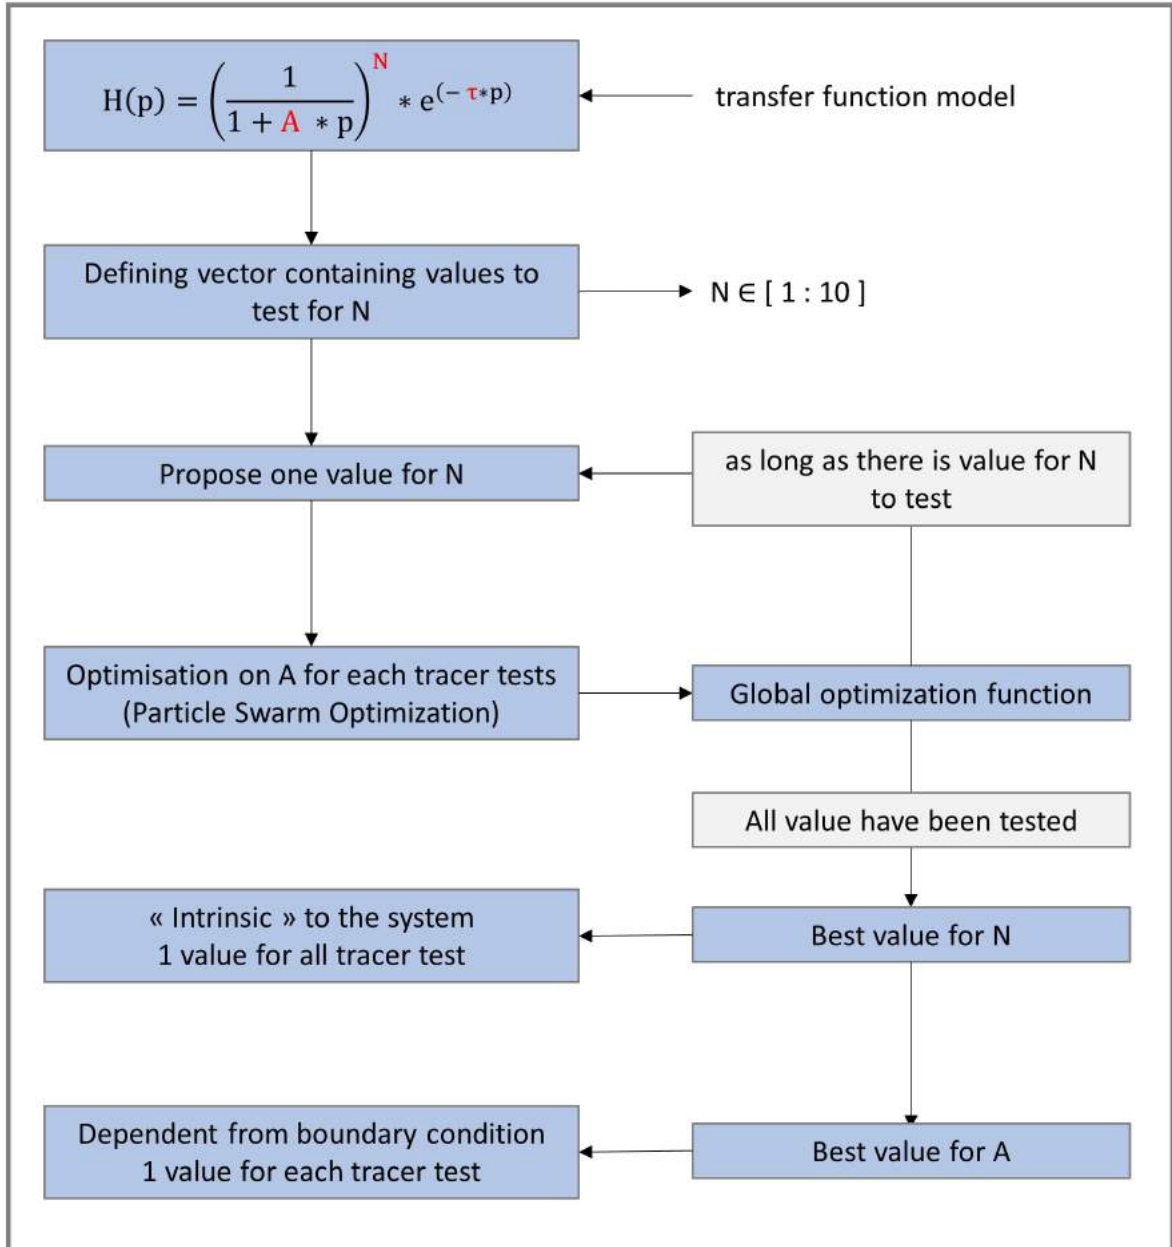 H(p) = (1 / (1 + A * p))^N * e^(- τ*p)
transfer function model
Defining vector containing values to
test for N
N ∈ [ 1 : 10 ]
Propose one value for N
as long as there is value for N
to test
Optimisation on A for each tracer tests
(Particle Swarm Optimization)
Global optimization function
All value have been tested
« Intrinsic » to the system
1 value for all tracer test
Best value for N
Dependent from boundary condition
1 value for each tracer test
Best value for A